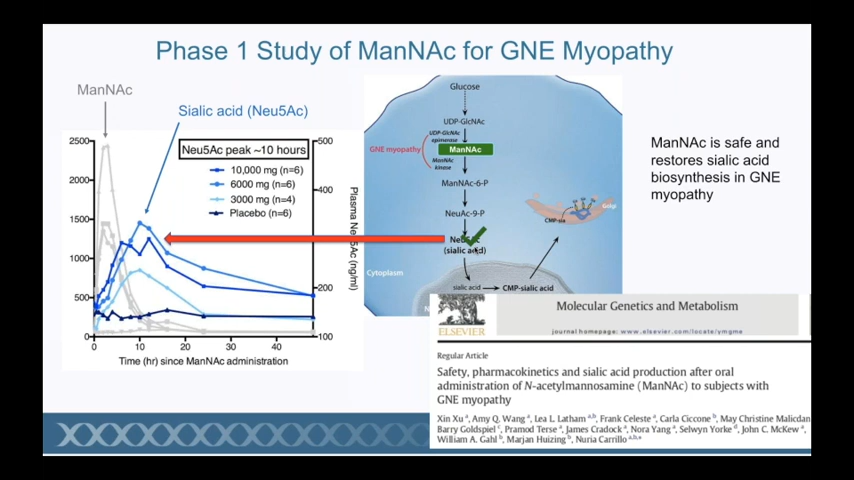 Phase 1 Study of ManNAc for GNE Myopathy
ManNAc
Sialic acid (Neu5Ac)
2500
2000
1500
1000
500
0
Neu5Ac peak ~10 hours
10,000 mg (n=6)
6000 mg (n=6)
3000 mg (n=4)
Placebo (n=6)
500
400
200
100
Plasma Neu5Ac (ng/ml)
0
10
20
30
40
Time (hr) since ManNAc administration
Glucose
UDP-GlcNAc
UDP-GlcNAc
epimerase
GNE myopathy
ManNAc
ManNAc
kinase
ManNAc-6-P
NeuAc-9-P
(sialic acid)
Golgi
CMP-sia
Cytoplasm
sialic acid
CMP-sialic acid
ManNAc is safe and
restores sialic acid
biosynthesis in GNE
myopathy
ELSEVIER
Molecular Genetics and Metabolism
journal homepage: www.elsevier.com/locate/ymgme
Regular Article
Safety, pharmacokinetics and sialic acid production after oral
administration of N-acetylmannosamine (ManNAc) to subjects with
GNE myopathy
Xin Xu a, Amy Q. Wang a, Lea L. Latham a,b, Frank Celeste a, Carla Ciccone b, May Christine Malicdan
Barry Goldspiel c, Pramod Terse a, James Cradock a, Nora Yang a, Selwyn Yorke d, John C. McKew a,
William A. Gahl b, Marjan Huizing b, Nuria Carrillo a,b,*